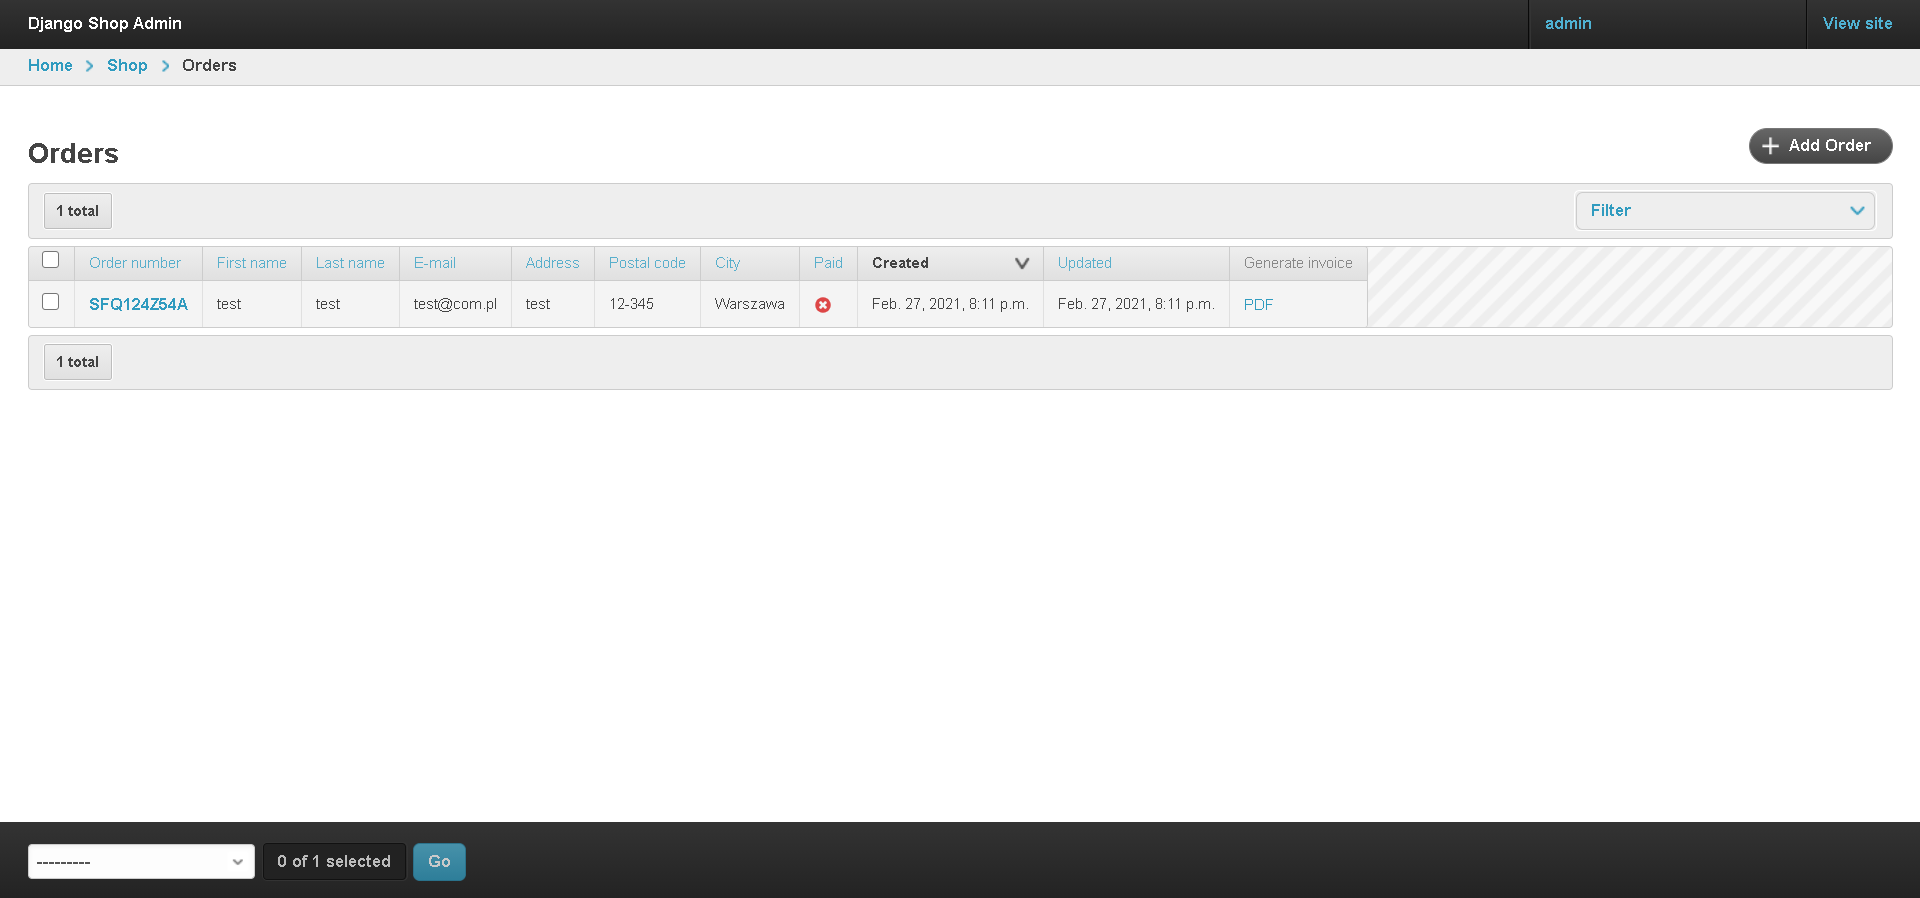 Django Shop Admin admin View site
Home Shop Orders
Orders
Add Order
1 total Filter
Order number First name Last name E-mail Address Postal code City Paid Created Updated Generate invoice
SFQ124Z54A test test test@com.pl test 12-345 Warszawa Feb. 27, 2021, 8:11 p.m. Feb. 27, 2021, 8:11 p.m. PDF
1 total
--------- 0 of 1 selected Go